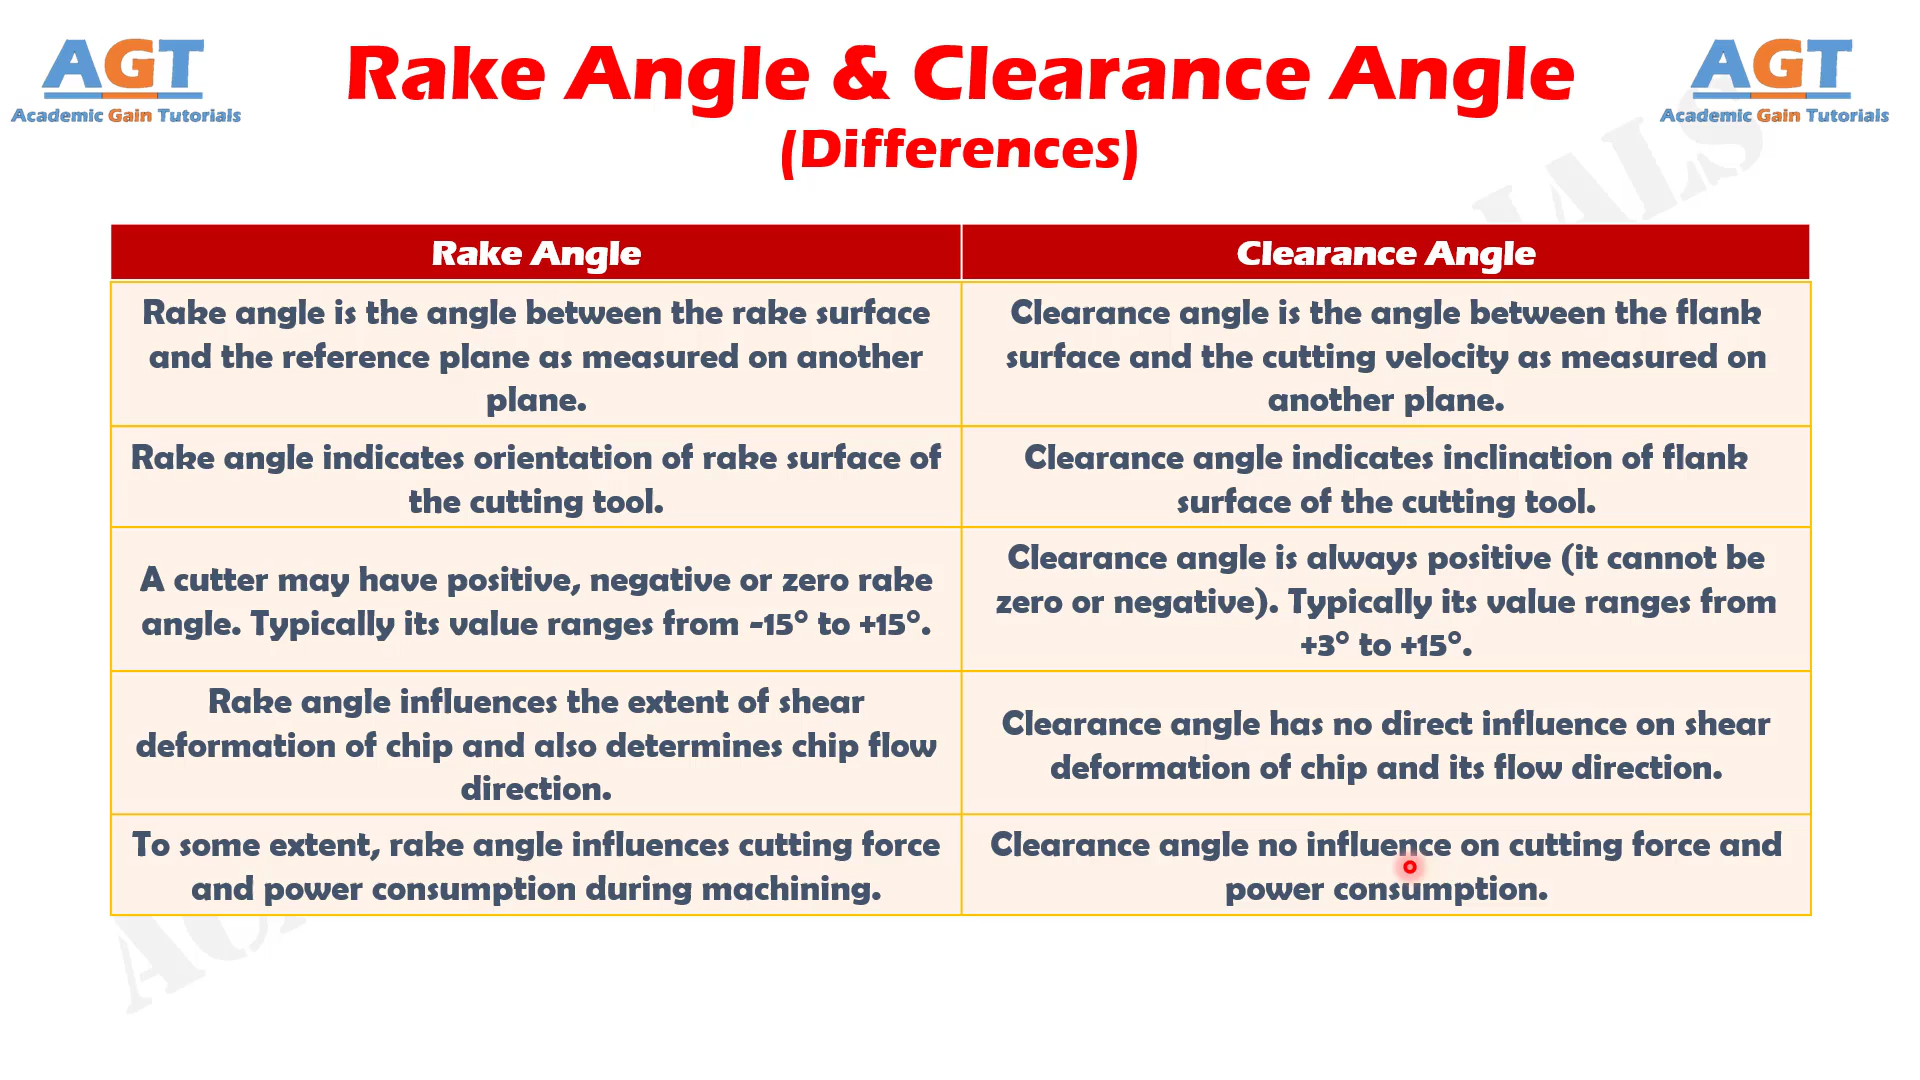 AGT
Academic Gain Tutorials
Rake Angle & Clearance Angle
(Differences)
AGT
Academic Gain Tutorials
Rake Angle
Clearance Angle
Rake angle is the angle between the rake surface
and the reference plane as measured on another
plane.
Clearance angle is the angle between the flank
surface and the cutting velocity as measured on
another plane.
Rake angle indicates orientation of rake surface of
the cutting tool.
Clearance angle indicates inclination of flank
surface of the cutting tool.
A cutter may have positive, negative or zero rake
angle. Typically its value ranges from -15° to +15°.
Clearance angle is always positive (it cannot be
zero or negative). Typically its value ranges from
+3° to +15°.
Rake angle influences the extent of shear
deformation of chip and also determines chip flow
direction.
Clearance angle has no direct influence on shear
deformation of chip and its flow direction.
To some extent, rake angle influences cutting force
and power consumption during machining.
Clearance angle no influence on cutting force and
power consumption.